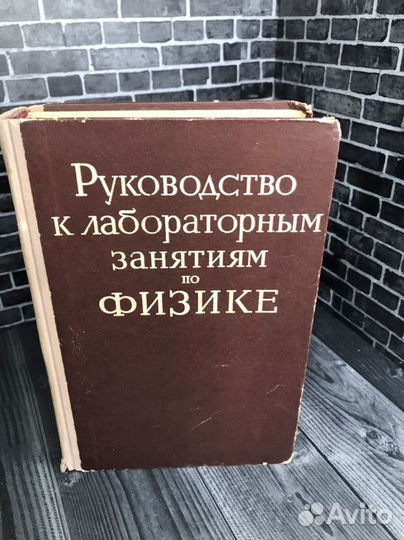 Руководство
к лабораторным
занятиям
по
ФИЗИКЕ
Avito